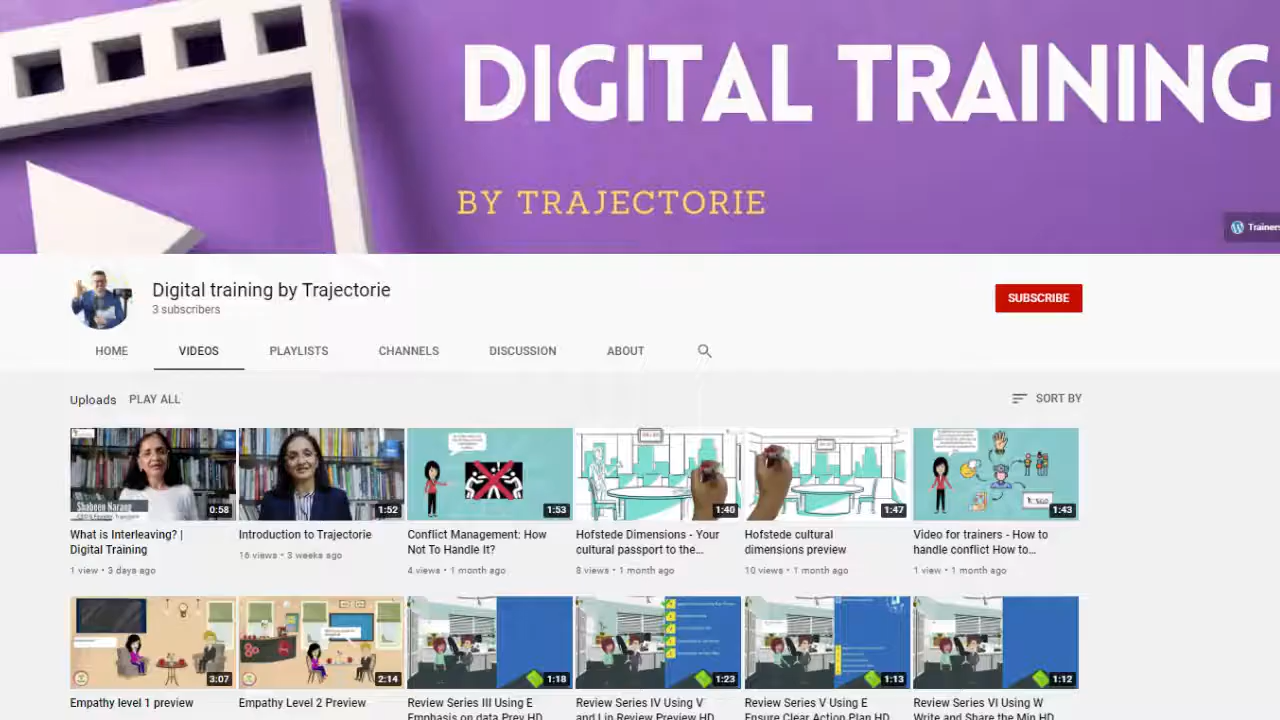 DIGITAL TRAINING
BY TRAJECTORIE
Trainers
Digital training by Trajectorie
3 subscribers
SUBSCRIBE
HOME VIDEOS PLAYLISTS CHANNELS DISCUSSION ABOUT
Uploads PLAY ALL SORT BY
Shabeen Narang
0:58 1:52 1:53 1:40 1:47 1:43
What is Interleaving? |
Digital Training
1 view • 3 days ago
Introduction to Trajectorie
16 views • 3 weeks ago
Conflict Management: How
Not To Handle It?
4 views • 1 month ago
Hofstede Dimensions - Your
cultural passport to the...
8 views • 1 month ago
Hofstede cultural
dimensions preview
10 views • 1 month ago
Video for trainers - How to
handle conflict How to...
1 view • 1 month ago
3:07 2:14 1:18 1:23 1:13 1:12
Empathy level 1 preview
Empathy Level 2 Preview
Review Series III Using E
Emphasis on data Prev HD
Review Series IV Using V
and Lip Review Preview HD
Review Series V Using E
Ensure Clear Action Plan HD
Review Series VI Using W
Write and Share the Min HD